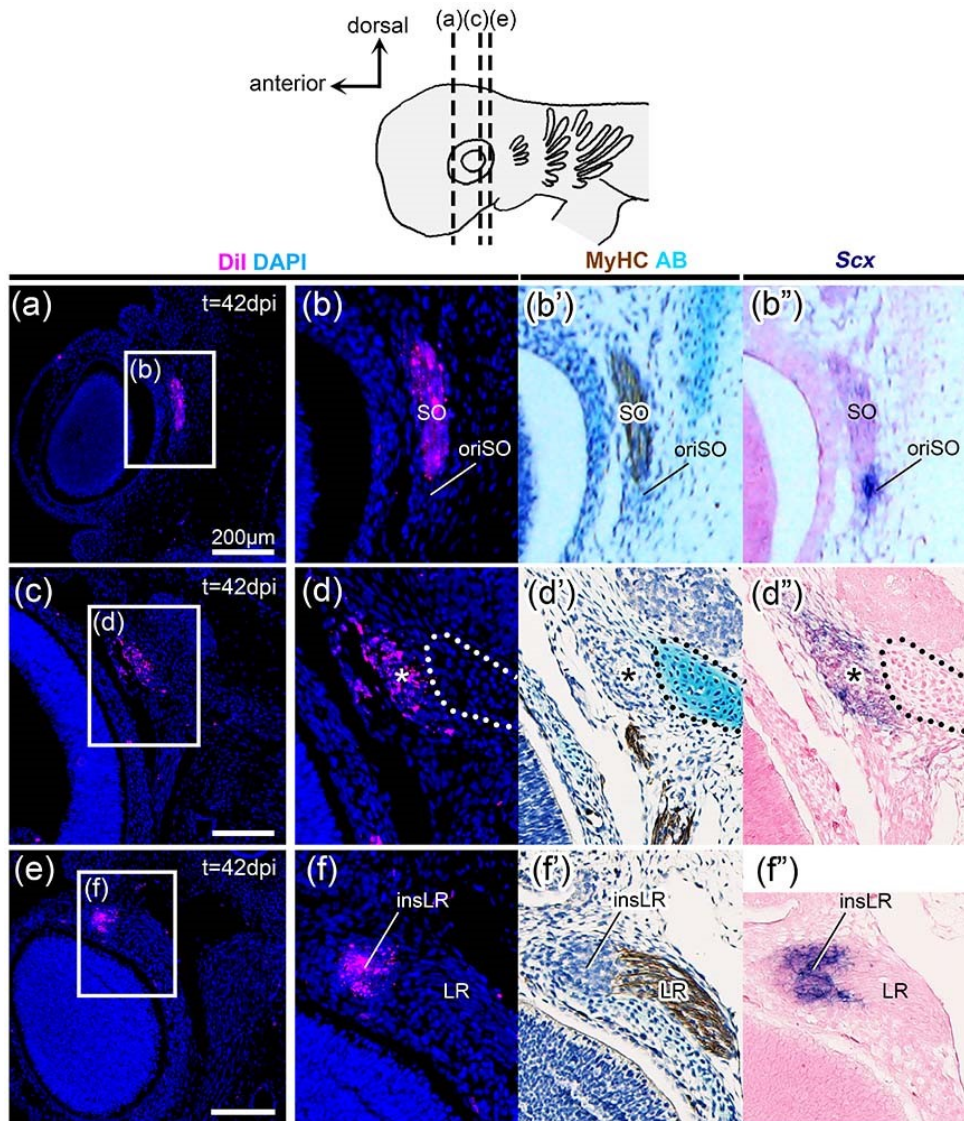 (a) (c) (e)
dorsal
anterior
DiI DAPI MyHC AB Scx
(a) t=42dpi (b) (b) SO oriSO (b') SO oriSO (b") SO oriSO
200μm
(c) t=42dpi (d) (d) * (d') * (d") *
(e) t=42dpi (f) (f) insLR LR (f') insLR LR (f") insLR LR